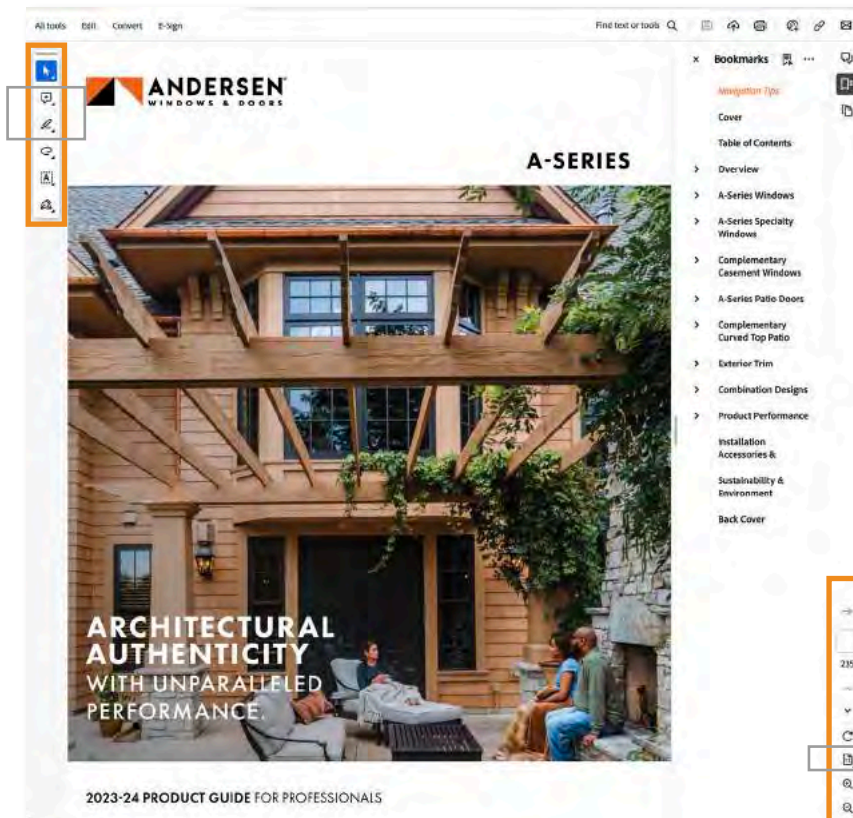 All tools Edit Convert E-Sign
Find text or tools
ANDERSEN
WINDOWS & DOORS
A-SERIES
ARCHITECTURAL
AUTHENTICITY
WITH UNPARALLELED
PERFORMANCE.
2023-24 PRODUCT GUIDE FOR PROFESSIONALS
Bookmarks
Navigation Tips
Cover
Table of Contents
Overview
A-Series Windows
A-Series Specialty
Windows
Complementary
Casement Windows
A-Series Patio Doors
Complementary
Curved Top Patio
Exterior Trim
Combination Designs
Product Performance
Installation
Accessories &
Sustainability &
Environment
Back Cover